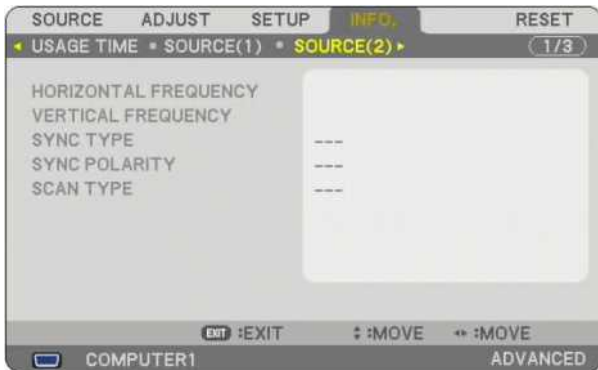 SOURCE ADJUST SETUP INFO. RESET
USAGE TIME • SOURCE(1) • SOURCE(2) 1/3
HORIZONTAL FREQUENCY
VERTICAL FREQUENCY
SYNC TYPE ---
SYNC POLARITY ---
SCAN TYPE ---
EXIT :EXIT :MOVE :MOVE
COMPUTER1 ADVANCED